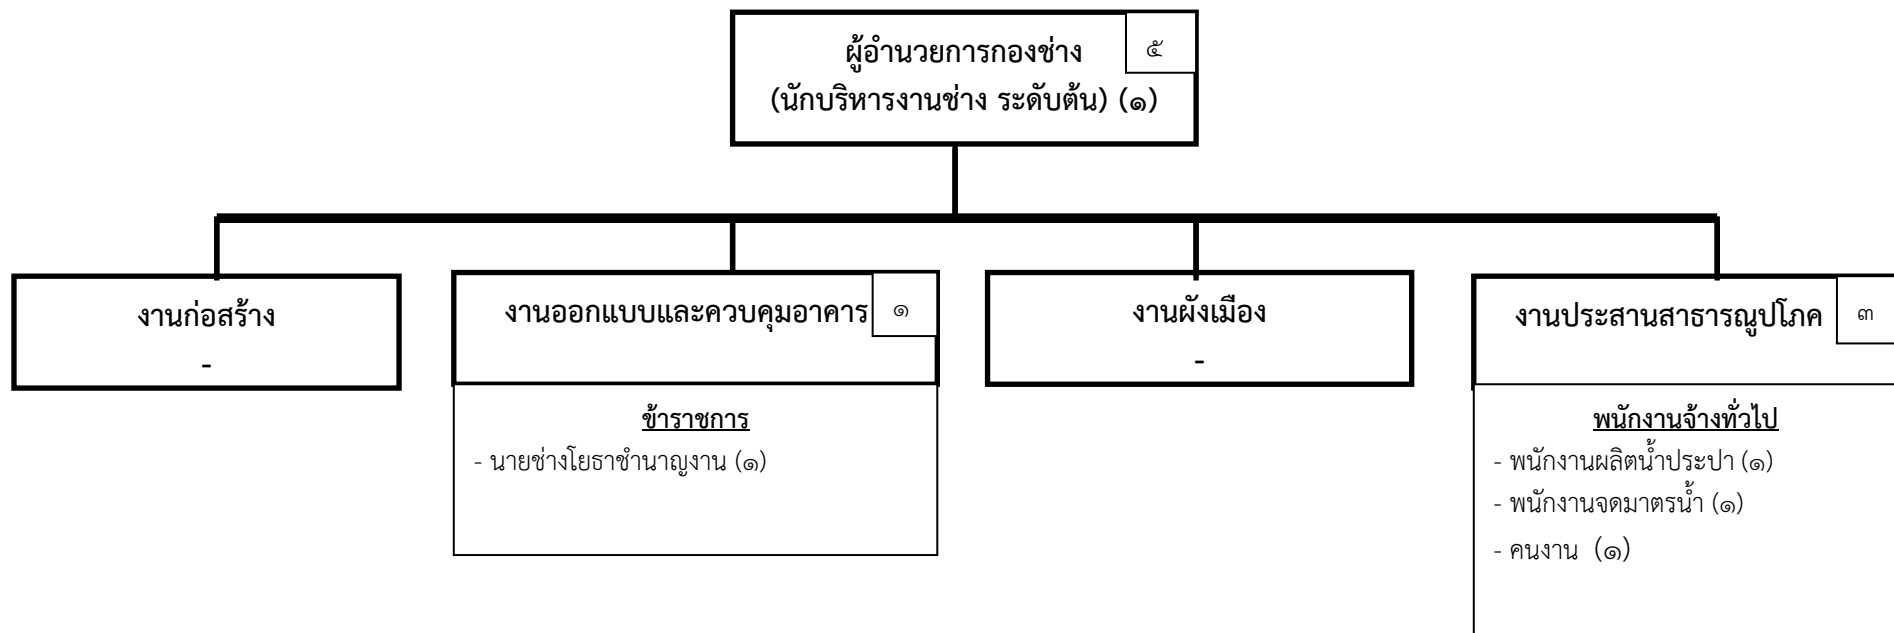 ผู้อำนวยการกองช่าง
๕
(นักบริหารงานช่าง ระดับต้น) (๑)
งานก่อสร้าง
-
งานออกแบบและควบคุมอาคาร
๑
ข้าราชการ
- นายช่างโยธาชำนาญงาน (๑)
งานผังเมือง
-
งานประสานสาธารณูปโภค
๓
พนักงานจ้างทั่วไป
- พนักงานผลิตน้ำประปา (๑)
- พนักงานจดมาตรน้ำ (๑)
- คนงาน (๑)